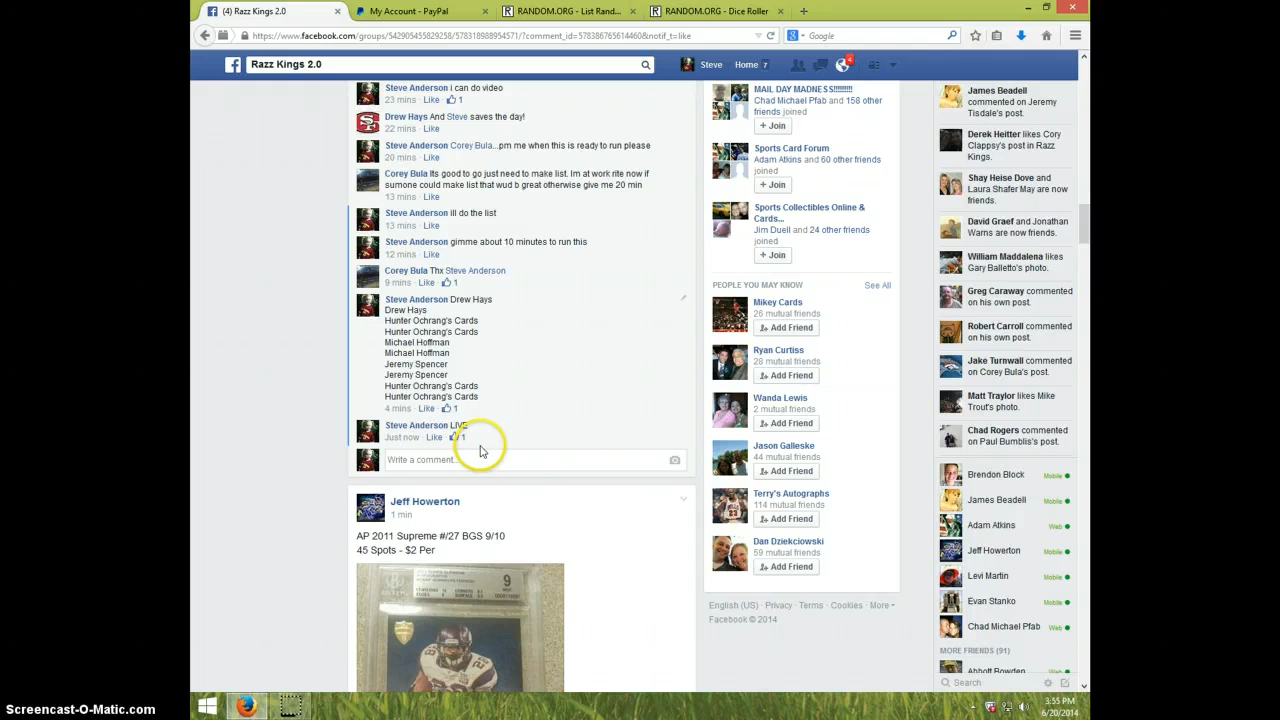 (4) Razz Kings 2.0
My Account - PayPal
RANDOM.ORG - List Rand...
RANDOM.ORG - Dice Roller
https://www.facebook.com/groups/
Google
Razz Kings 2.0
Steve
Home 7
4
Steve Anderson i can do video
23 mins · Like · 1
Drew Hays And Steve saves the day!
22 mins · Like
Steve Anderson Corey Bula...pm me when this is ready to run please
20 mins · Like
Corey Bula Its good to go just need to make list. Im at work rite now if
sumone could make list that wud b great otherwise give me 20 min
13 mins · Like
Steve Anderson ill do the list
13 mins · Like
Steve Anderson gimme about 10 minutes to run this
12 mins · Like
Corey Bula Thx Steve Anderson
9 mins · Like · 1
Steve Anderson Drew Hays
Drew Hays
Hunter Ochrang's Cards
Hunter Ochrang's Cards
Michael Hoffman
Michael Hoffman
Jeremy Spencer
Jeremy Spencer
Hunter Ochrang's Cards
Hunter Ochrang's Cards
4 mins · Like · 1
Steve Anderson LIVE
Just now · Like · 1
Write a comment...
Jeff Howerton
1 min
AP 2011 Supreme #/27 BGS 9/10
45 Spots - $2 Per
9
MAIL DAY MADNESS!!!!!!!!!
Chad Michael Pfab and 158 other
friends joined
+ Join
Sports Card Forum
Adam Atkins and 60 other friends
joined
+ Join
Sports Collectibles Online &
Cards...
Jim Duell and 24 other friends
joined
+ Join
PEOPLE YOU MAY KNOW
See All
Mikey Cards
26 mutual friends
Add Friend
Ryan Curtiss
28 mutual friends
Add Friend
Wanda Lewis
2 mutual friends
Add Friend
Jason Galleske
44 mutual friends
Add Friend
Terry's Autographs
114 mutual friends
Add Friend
Dan Dziekciowski
59 mutual friends
Add Friend
English (US) · Privacy · Terms · Cookies · More
Facebook © 2014
James Beadell
commented on Jeremy
Tisdale's post.
Derek Heitter likes Cory
Clappsy's post in Razz
Kings.
Shay Heise Dove and
Laura Shafer May are now
friends.
David Graef and Jonathan
Warns are now friends.
William Maddalena likes
Gary Balletto's photo.
Greg Caraway commented
on his own post.
Robert Carroll commented
on his own post.
Jake Turnwall commented
on Corey Bula's post.
Matt Traylor likes Mike
Trout's photo.
Chad Rogers commented
on Paul Bumblis's post.
Brendon Block Mobile
James Beadell Mobile
Adam Atkins Web
Jeff Howerton Mobile
Levi Martin Mobile
Evan Stanko Mobile
Chad Michael Pfab Web
MORE FRIENDS (91)
Abbott Bowden Web
Search
Screencast-O-Matic.com
3:55 PM
6/20/2014